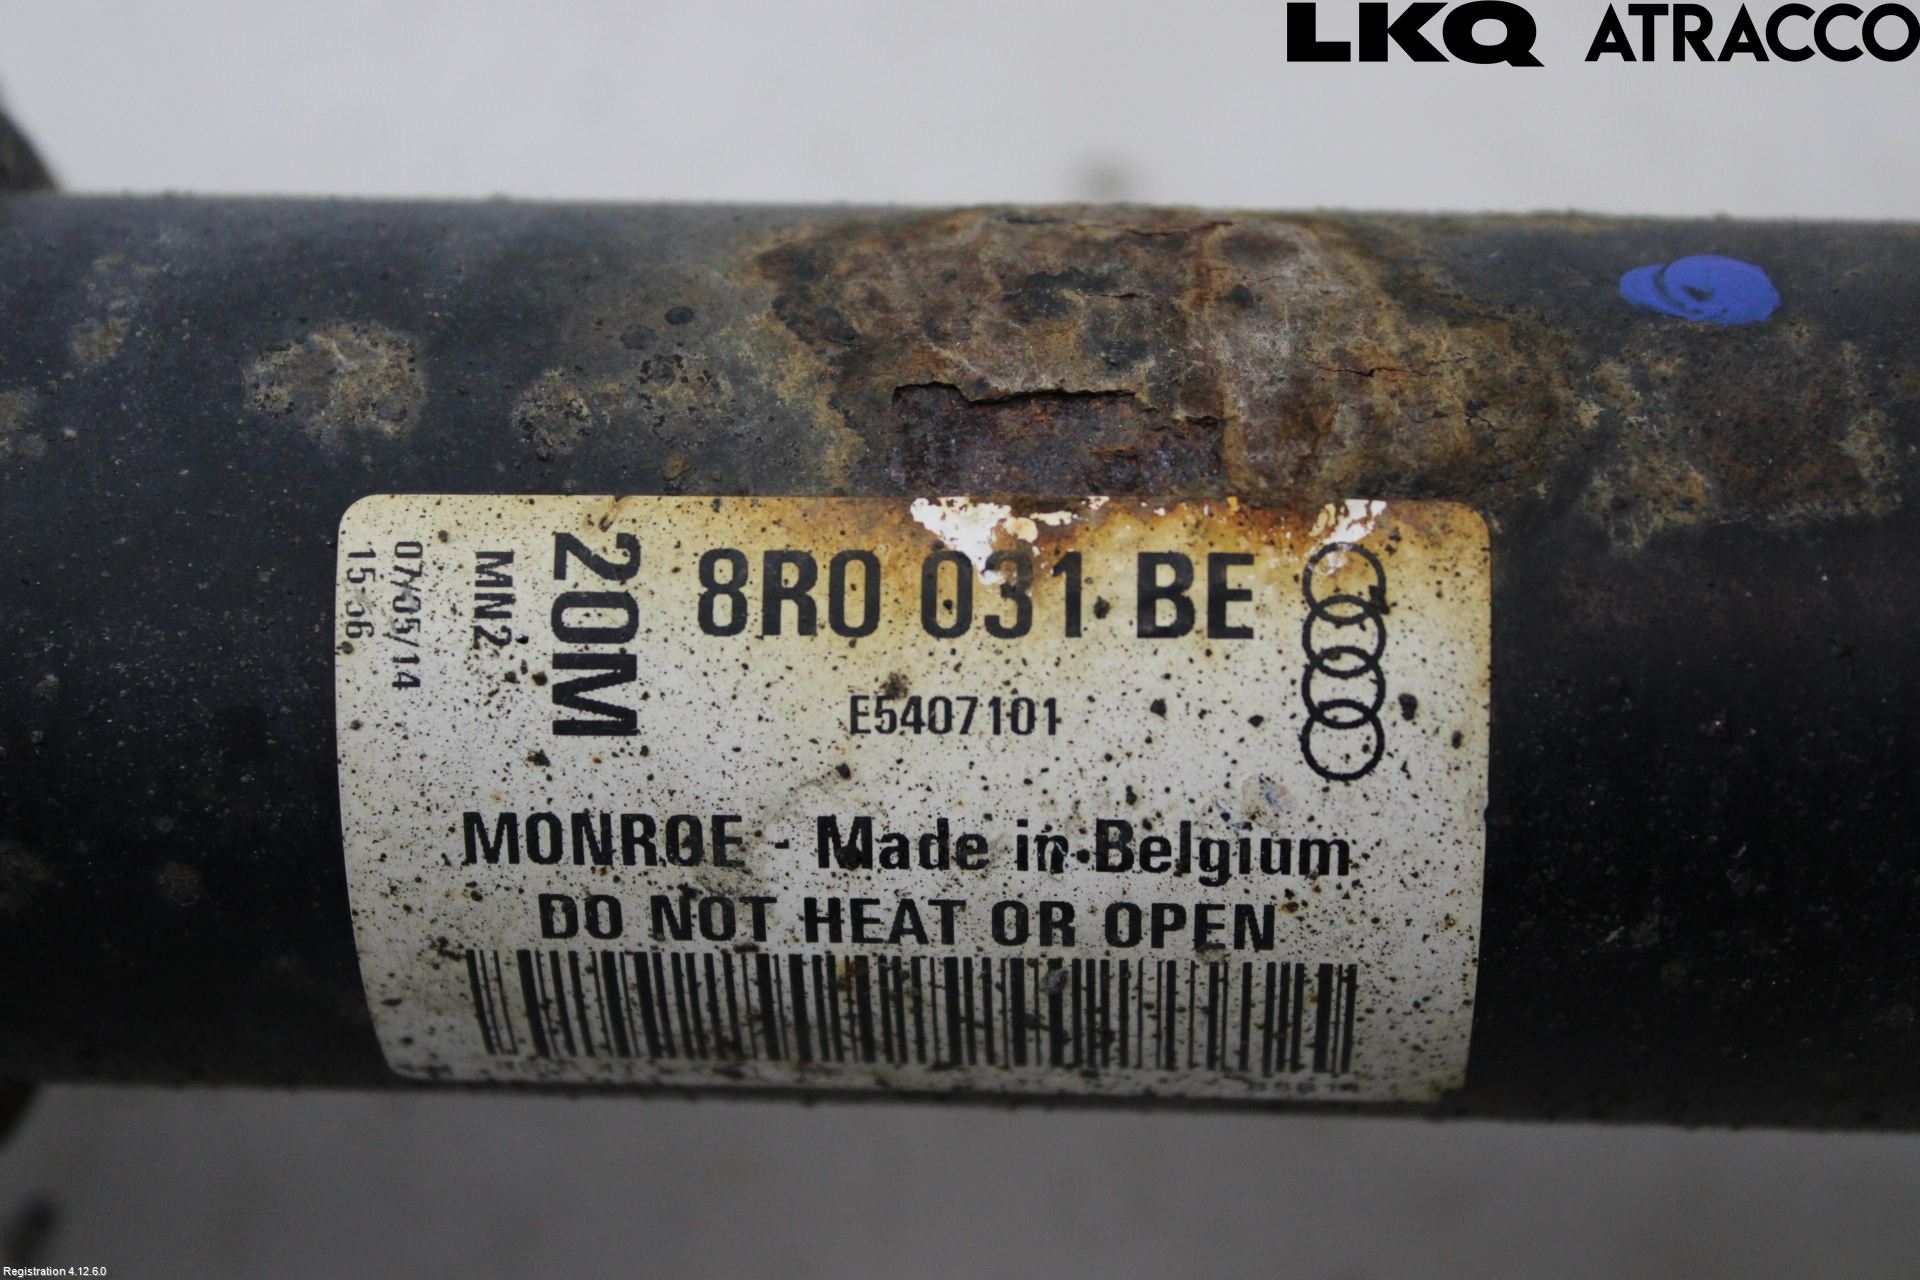 LKQ ATRACCO
8R0 031 BE
E5407101
20M
MN2
07/05/14
MONROE - Made in Belgium
DO NOT HEAT OR OPEN
Registration 4.12.6.0